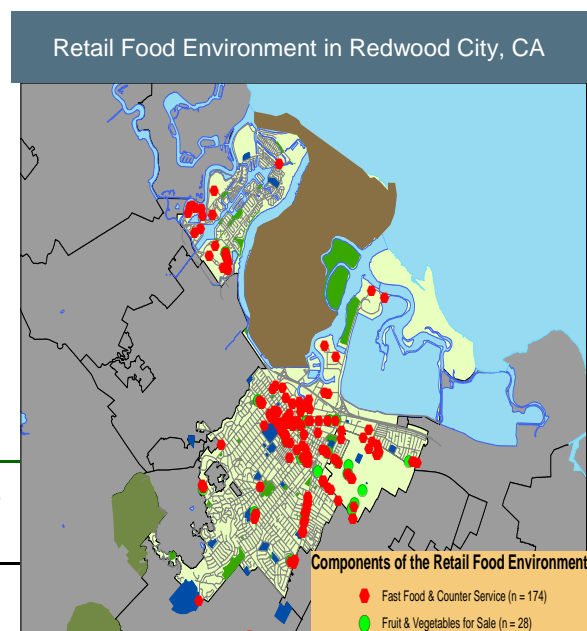 Retail Food Environment in Redwood City, CA
Components of the Retail Food Environment
Fast Food & Counter Service (n = 174)
Fruit & Vegetables for Sale (n = 28)